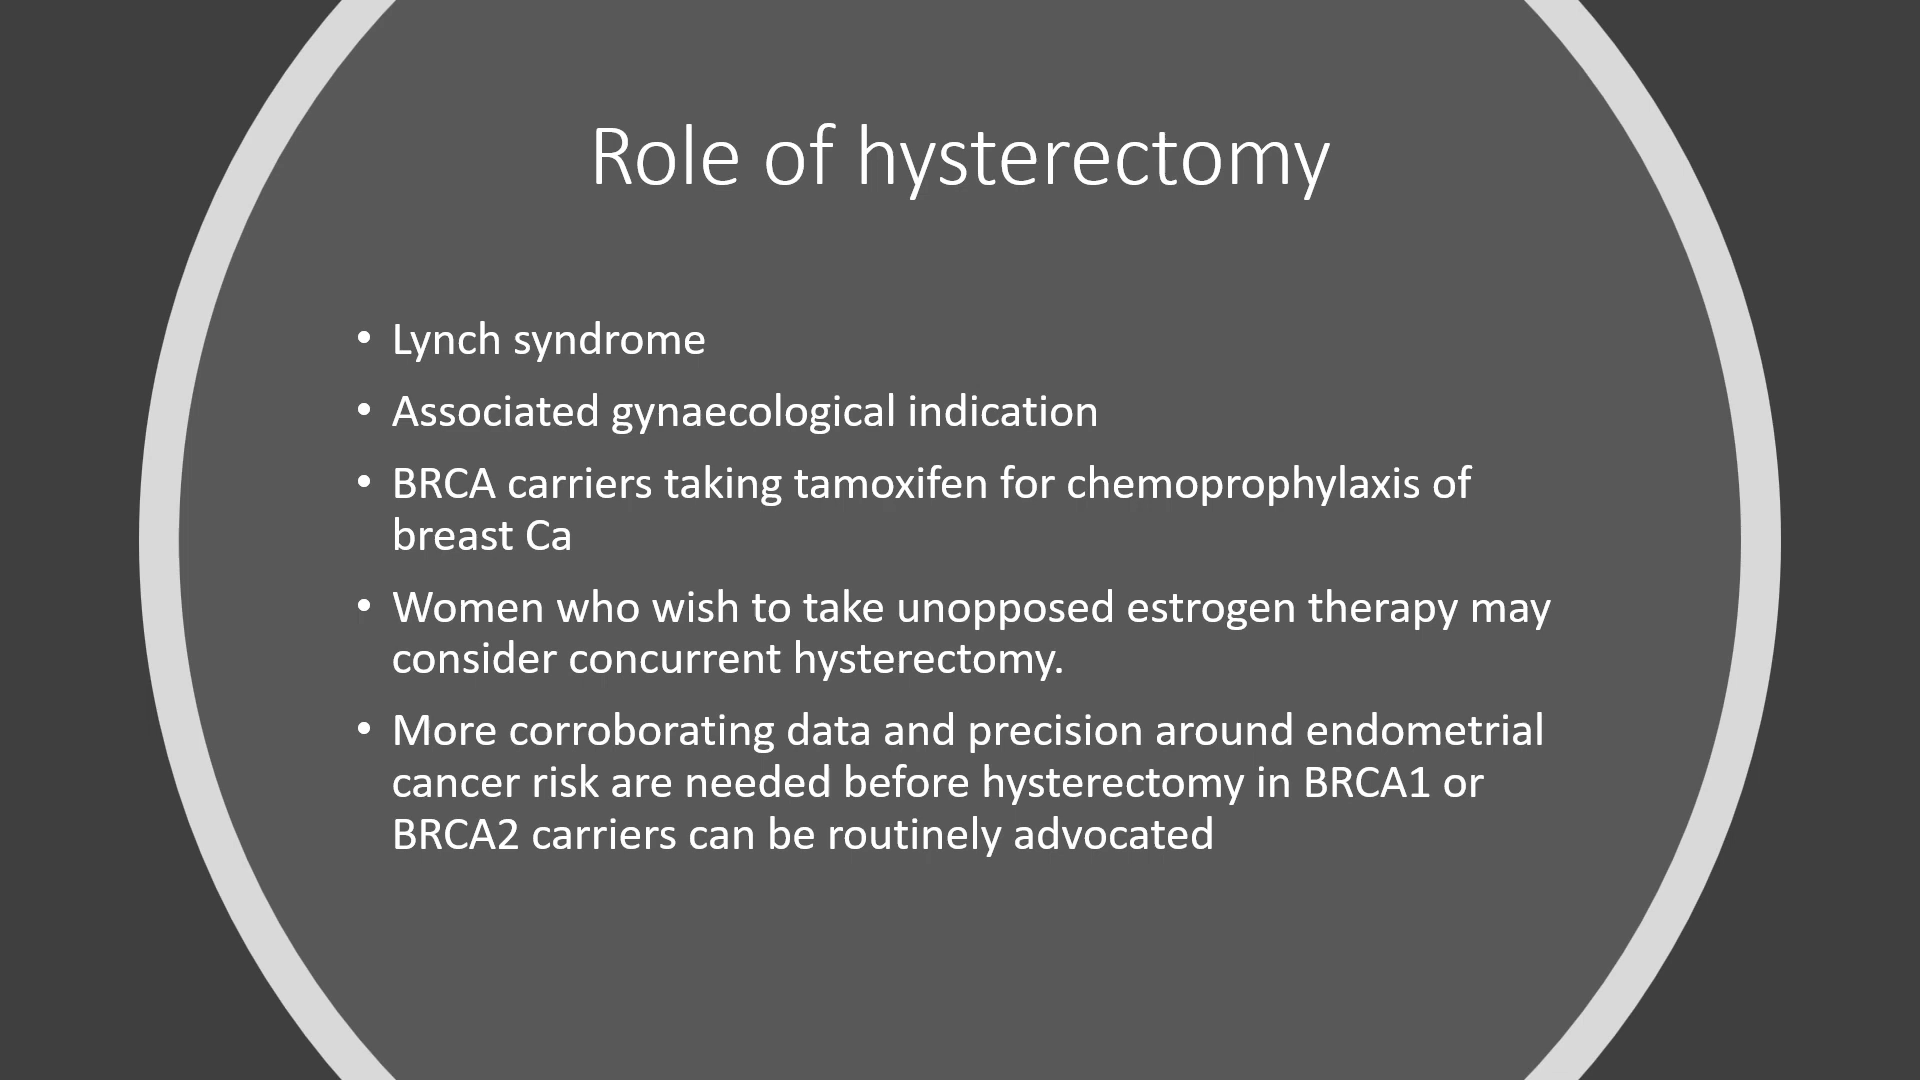 Role of hysterectomy
• Lynch syndrome
• Associated gynaecological indication
• BRCA carriers taking tamoxifen for chemoprophylaxis of
breast Ca
• Women who wish to take unopposed estrogen therapy may
consider concurrent hysterectomy.
• More corroborating data and precision around endometrial
cancer risk are needed before hysterectomy in BRCA1 or
BRCA2 carriers can be routinely advocated